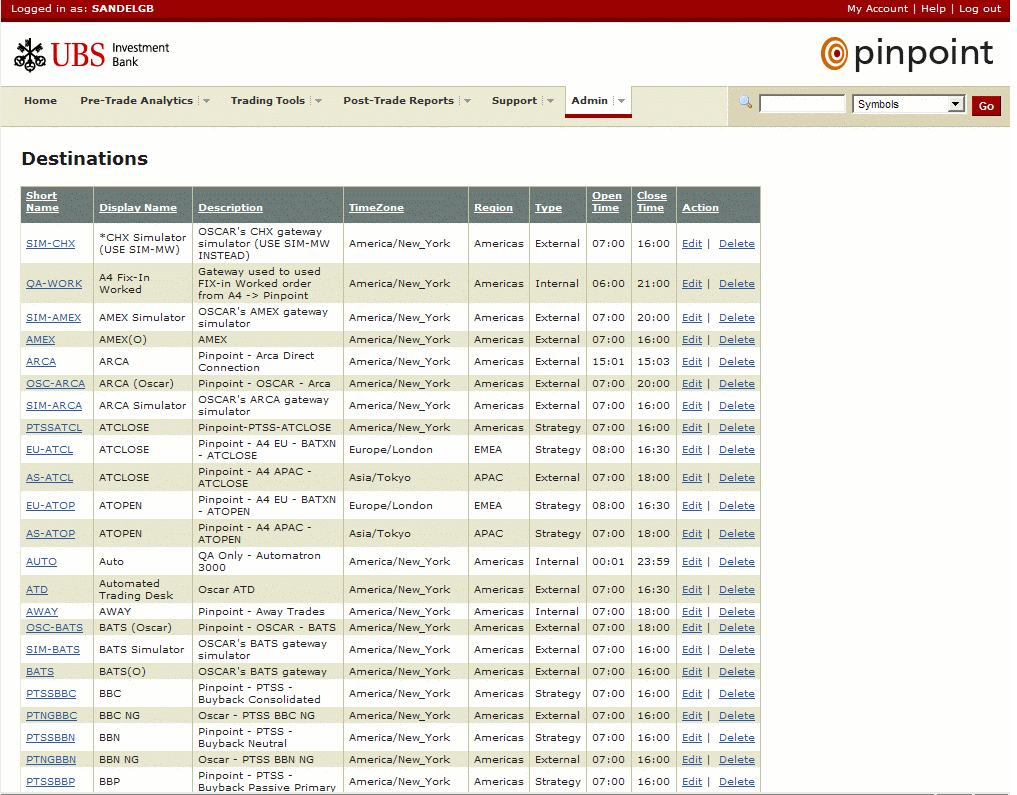 Logged in as: SANDELGB
My Account | Help | Log out
UBS Investment Bank
pinpoint
Home Pre-Trade Analytics Trading Tools Post-Trade Reports Support Admin Symbols Go
Destinations
Short Name Display Name Description TimeZone Region Type Open Time Close Time Action
SIM-CHX *CHX Simulator (USE SIM-MW) OSCAR's CHX gateway simulator (USE SIM-MW INSTEAD) America/New_York Americas External 07:00 16:00 Edit | Delete
QA-WORK A4 Fix-In Worked Gateway used to used FIX-in Worked order from A4 -> Pinpoint America/New_York Americas Internal 06:00 21:00 Edit | Delete
SIM-AMEX AMEX Simulator OSCAR's AMEX gateway simulator America/New_York Americas External 07:00 20:00 Edit | Delete
AMEX AMEX(O) AMEX America/New_York Americas External 07:00 16:00 Edit | Delete
ARCA ARCA Pinpoint - Arca Direct Connection America/New_York Americas External 15:01 15:03 Edit | Delete
OSC-ARCA ARCA (Oscar) Pinpoint - OSCAR - Arca America/New_York Americas External 07:00 20:00 Edit | Delete
SIM-ARCA ARCA Simulator OSCAR's ARCA gateway simulator America/New_York Americas External 07:00 16:00 Edit | Delete
PTSSATCL ATCLOSE Pinpoint-PTSS-ATCLOSE America/New_York Americas Strategy 07:00 16:00 Edit | Delete
EU-ATCL ATCLOSE Pinpoint - A4 EU - BATXN - ATCLOSE Europe/London EMEA Strategy 08:00 16:30 Edit | Delete
AS-ATCL ATCLOSE Pinpoint - A4 APAC - ATCLOSE Asia/Tokyo APAC External 07:00 18:00 Edit | Delete
EU-ATOP ATOPEN Pinpoint - A4 EU - BATXN - ATOPEN Europe/London EMEA Strategy 08:00 16:30 Edit | Delete
AS-ATOP ATOPEN Pinpoint - A4 APAC - ATOPEN Asia/Tokyo APAC Strategy 07:00 18:00 Edit | Delete
AUTO Auto QA Only - Automatron 3000 America/New_York Americas Internal 00:01 23:59 Edit | Delete
ATD Automated Trading Desk Oscar ATD America/New_York Americas External 07:00 16:30 Edit | Delete
AWAY AWAY Pinpoint - Away Trades America/New_York Americas Internal 07:00 18:00 Edit | Delete
OSC-BATS BATS (Oscar) Pinpoint - OSCAR - BATS America/New_York Americas External 07:00 18:00 Edit | Delete
SIM-BATS BATS Simulator OSCAR's BATS gateway simulator America/New_York Americas External 07:00 16:00 Edit | Delete
BATS BATS(O) OSCAR's BATS gateway America/New_York Americas External 07:00 16:00 Edit | Delete
PTSSBBC BBC Pinpoint - PTSS - Buyback Consolidated America/New_York Americas Strategy 07:00 16:00 Edit | Delete
PTNGBBC BBC NG Oscar - PTSS BBC NG America/New_York Americas External 07:00 16:00 Edit | Delete
PTSSBBN BBN Pinpoint - PTSS - Buyback Neutral America/New_York Americas Strategy 07:00 16:00 Edit | Delete
PTNGBBN BBN NG Oscar - PTSS BBN NG America/New_York Americas External 07:00 16:00 Edit | Delete
PTSSBBP BBP Pinpoint - PTSS - Buyback Passive Primary America/New_York Americas Strategy 07:00 16:00 Edit | Delete